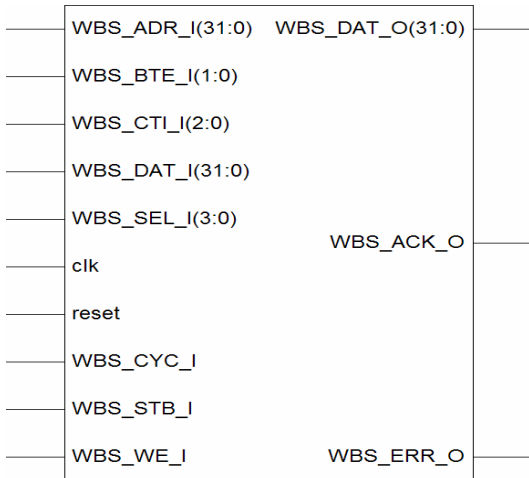 WBS_ADR_I(31:0) WBS_DAT_O(31:0)
WBS_BTE_I(1:0)
WBS_CTI_I(2:0)
WBS_DAT_I(31:0)
WBS_SEL_I(3:0)
WBS_ACK_O
clk
reset
WBS_CYC_I
WBS_STB_I
WBS_WE_I WBS_ERR_O